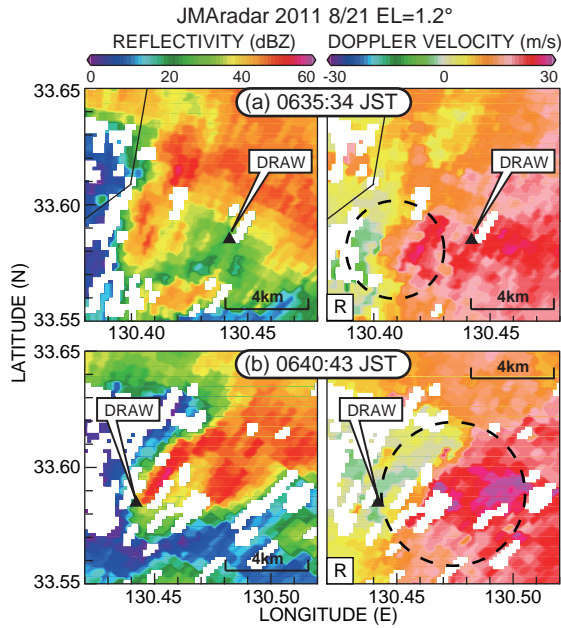 JMAradar 2011 8/21 EL=1.2°
REFLECTIVITY (dBZ) DOPPLER VELOCITY (m/s)
0 20 40 60 -30 0 30
(a) 0635:34 JST
33.65
DRAW DRAW
33.60
4km R 4km
33.55
130.40 130.45 130.40 130.45
LATITUDE (N)
(b) 0640:43 JST
33.65
4km
DRAW DRAW
33.60
4km R
33.55
130.45 130.50 130.45 130.50
LONGITUDE (E)